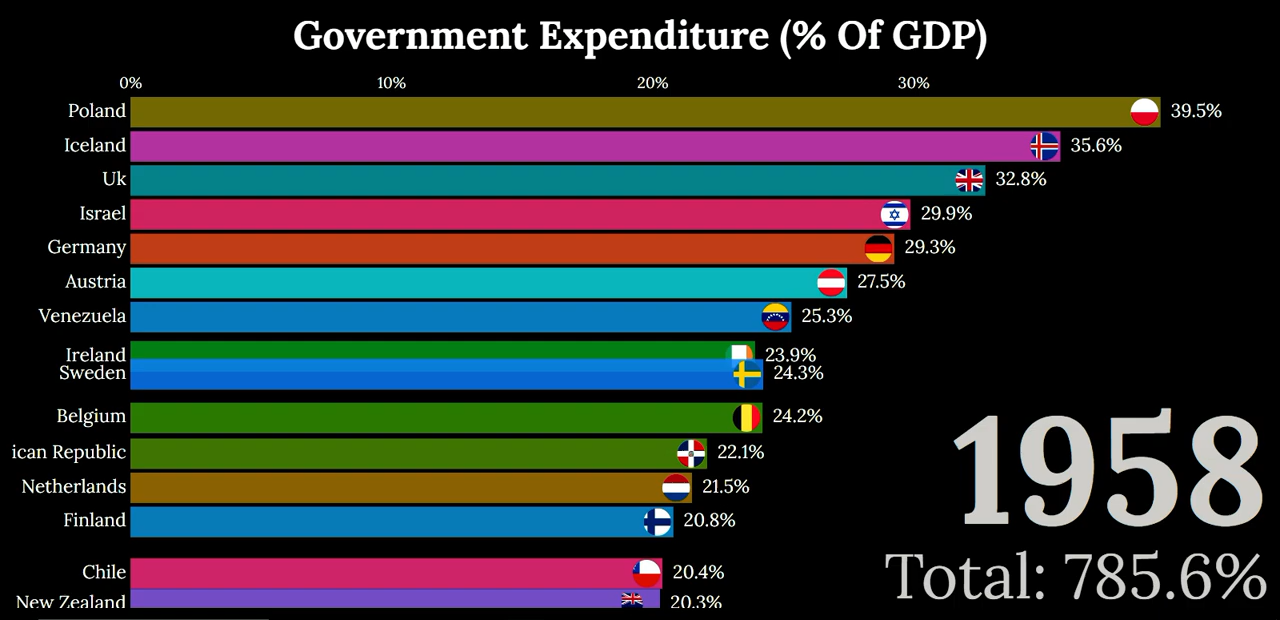 Government Expenditure (% Of GDP)
0% 10% 20% 30%
Poland 39.5%
Iceland 35.6%
Uk 32.8%
Israel 29.9%
Germany 29.3%
Austria 27.5%
Venezuela 25.3%
Ireland 23.9%
Sweden 24.3%
Belgium 24.2%
ican Republic 22.1%
Netherlands 21.5%
Finland 20.8%
Chile 20.4%
New Zealand 20.3%
1958
Total: 785.6%